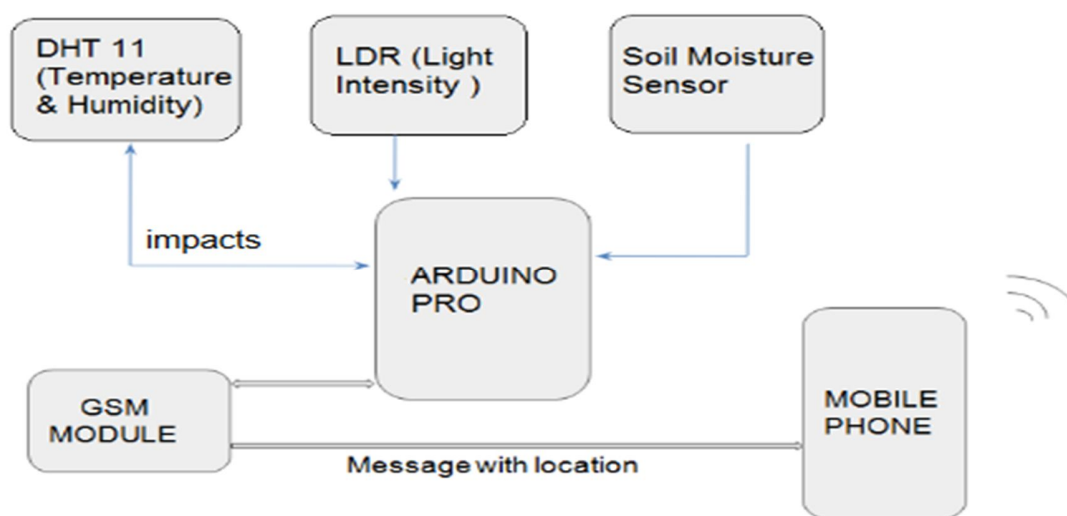 DHT 11
(Temperature
& Humidity)
LDR (Light
Intensity )
Soil Moisture
Sensor
impacts
ARDUINO
PRO
GSM
MODULE
MOBILE
PHONE
Message with location